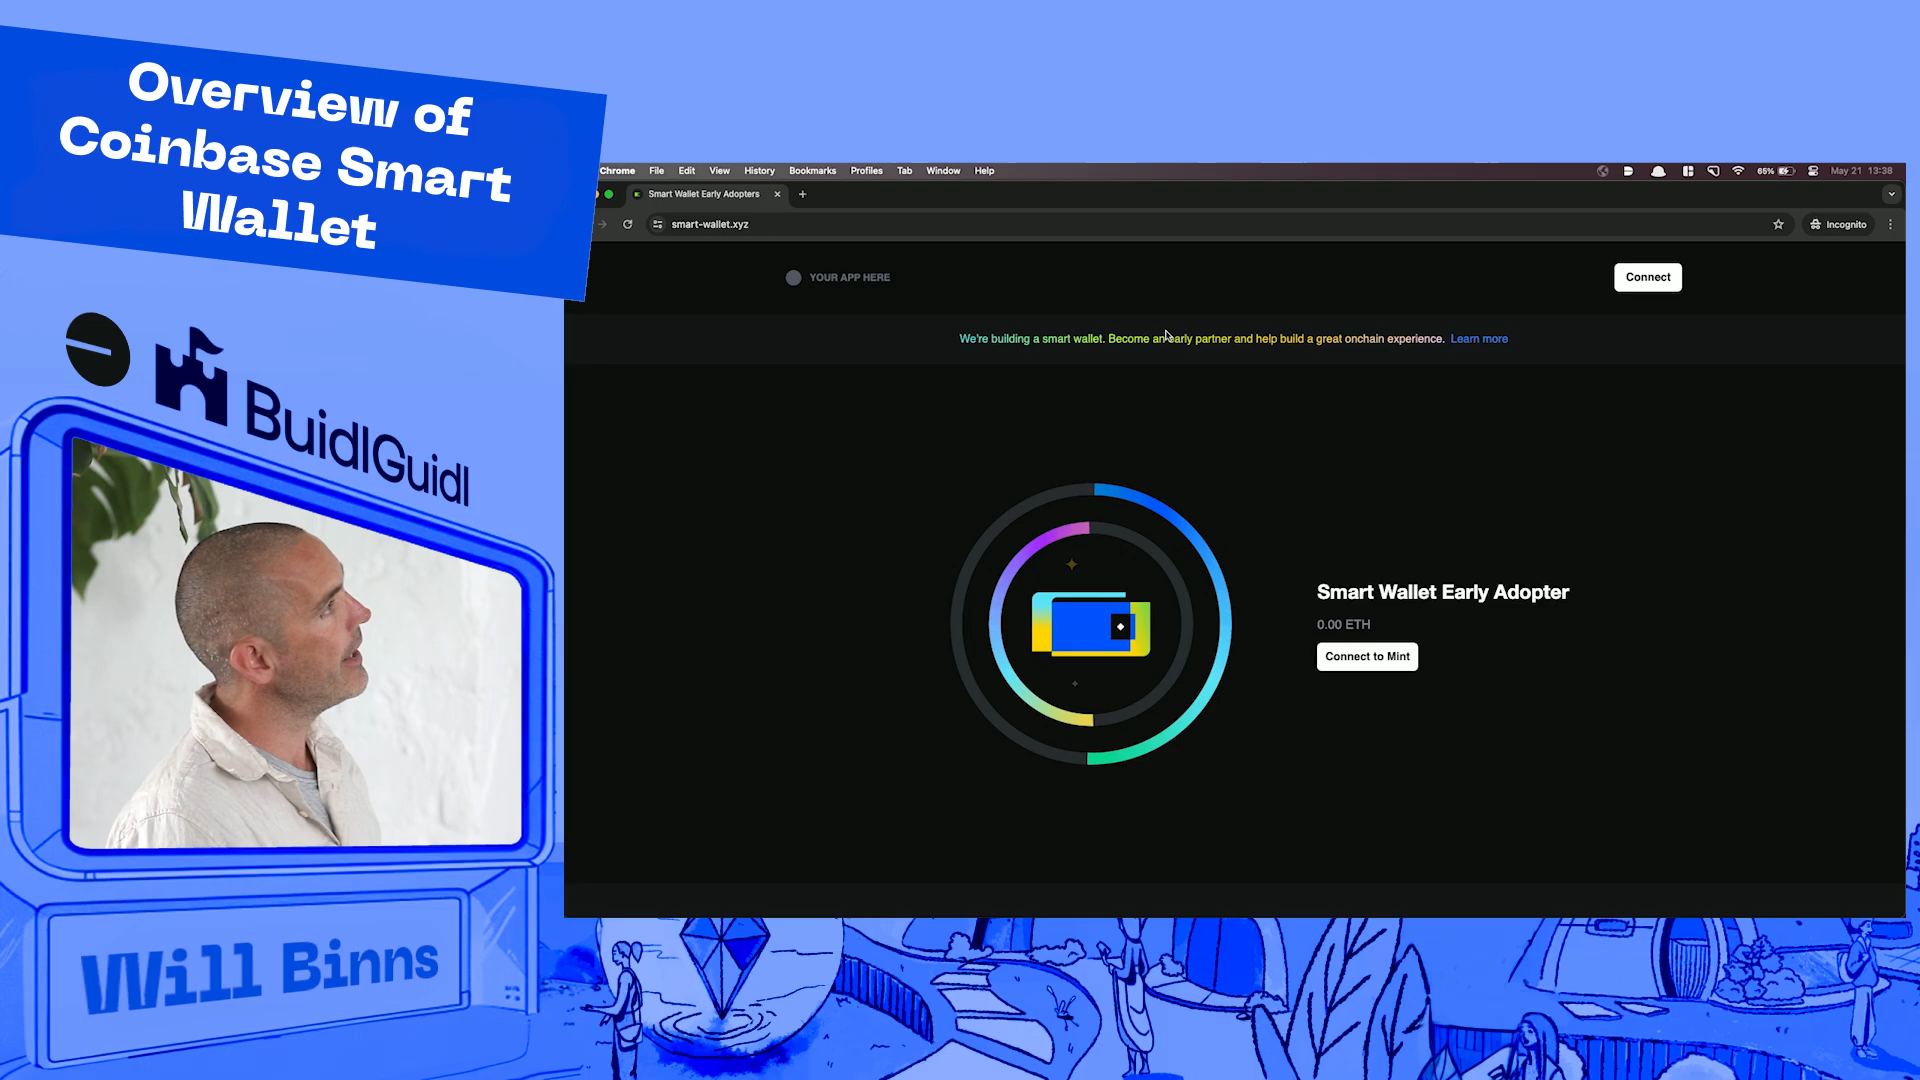 Overview of
Coinbase Smart
Wallet
BuidlGuidl
Will Binns
Chrome File Edit View History Bookmarks Profiles Tab Window Help
65% May 21 13:38
Smart Wallet Early Adopters
smart-wallet.xyz
Incognito
YOUR APP HERE
Connect
We're building a smart wallet. Become an early partner and help build a great onchain experience. Learn more
Smart Wallet Early Adopter
0.00 ETH
Connect to Mint